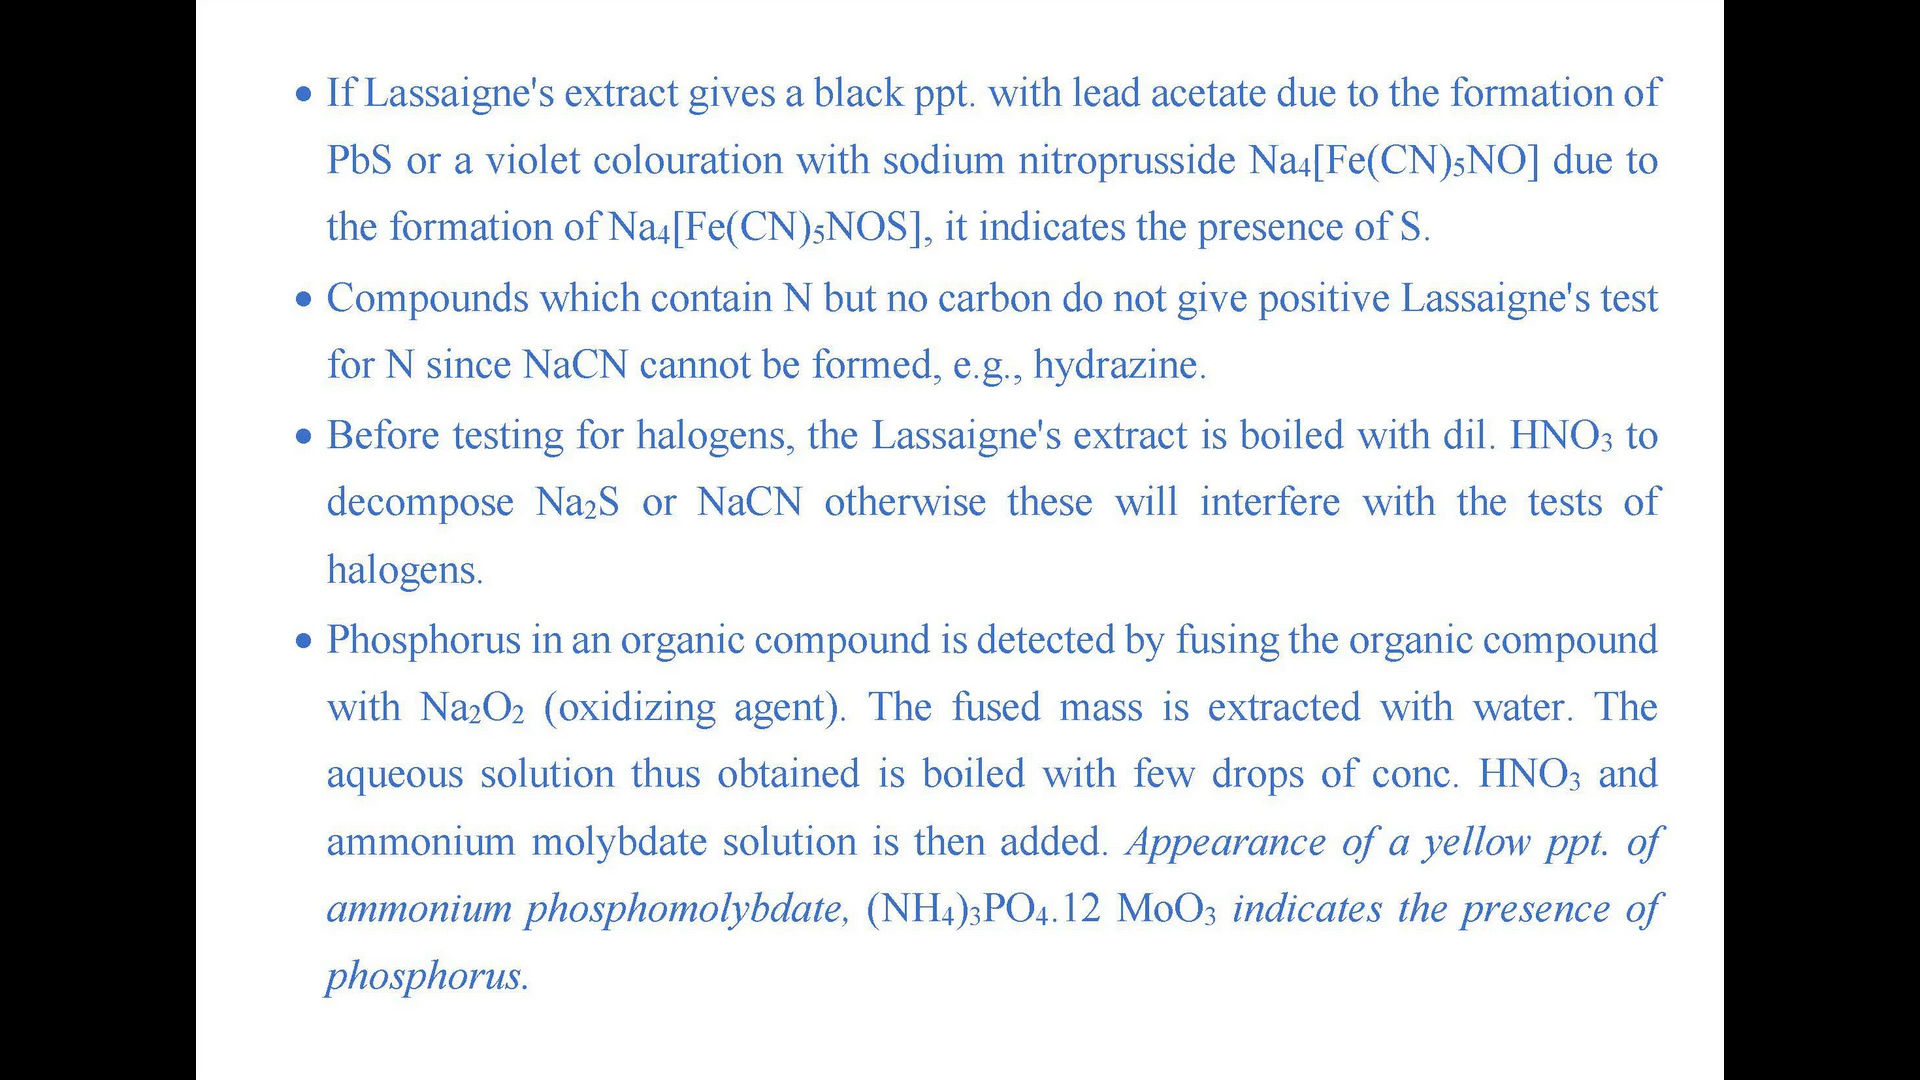 • If Lassaigne's extract gives a black ppt. with lead acetate due to the formation of
PbS or a violet colouration with sodium nitroprusside Na₄[Fe(CN)₅NO] due to
the formation of Na₄[Fe(CN)₅NOS], it indicates the presence of S.
• Compounds which contain N but no carbon do not give positive Lassaigne's test
for N since NaCN cannot be formed, e.g., hydrazine.
• Before testing for halogens, the Lassaigne's extract is boiled with dil. HNO₃ to
decompose Na₂S or NaCN otherwise these will interfere with the tests of
halogens.
• Phosphorus in an organic compound is detected by fusing the organic compound
with Na₂O₂ (oxidizing agent). The fused mass is extracted with water. The
aqueous solution thus obtained is boiled with few drops of conc. HNO₃ and
ammonium molybdate solution is then added. Appearance of a yellow ppt. of
ammonium phosphomolybdate, (NH₄)₃PO₄.12 MoO₃ indicates the presence of
phosphorus.